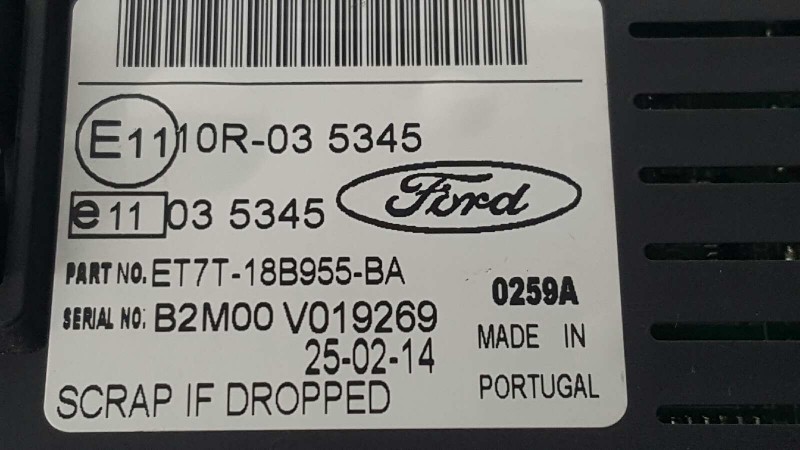 E11 10R-03 5345
e11 03 5345 Ford
PART NO. ET7T-18B955-BA
0259A
SERIAL NO: B2M00 V019269
25-02-14
MADE IN
PORTUGAL
SCRAP IF DROPPED